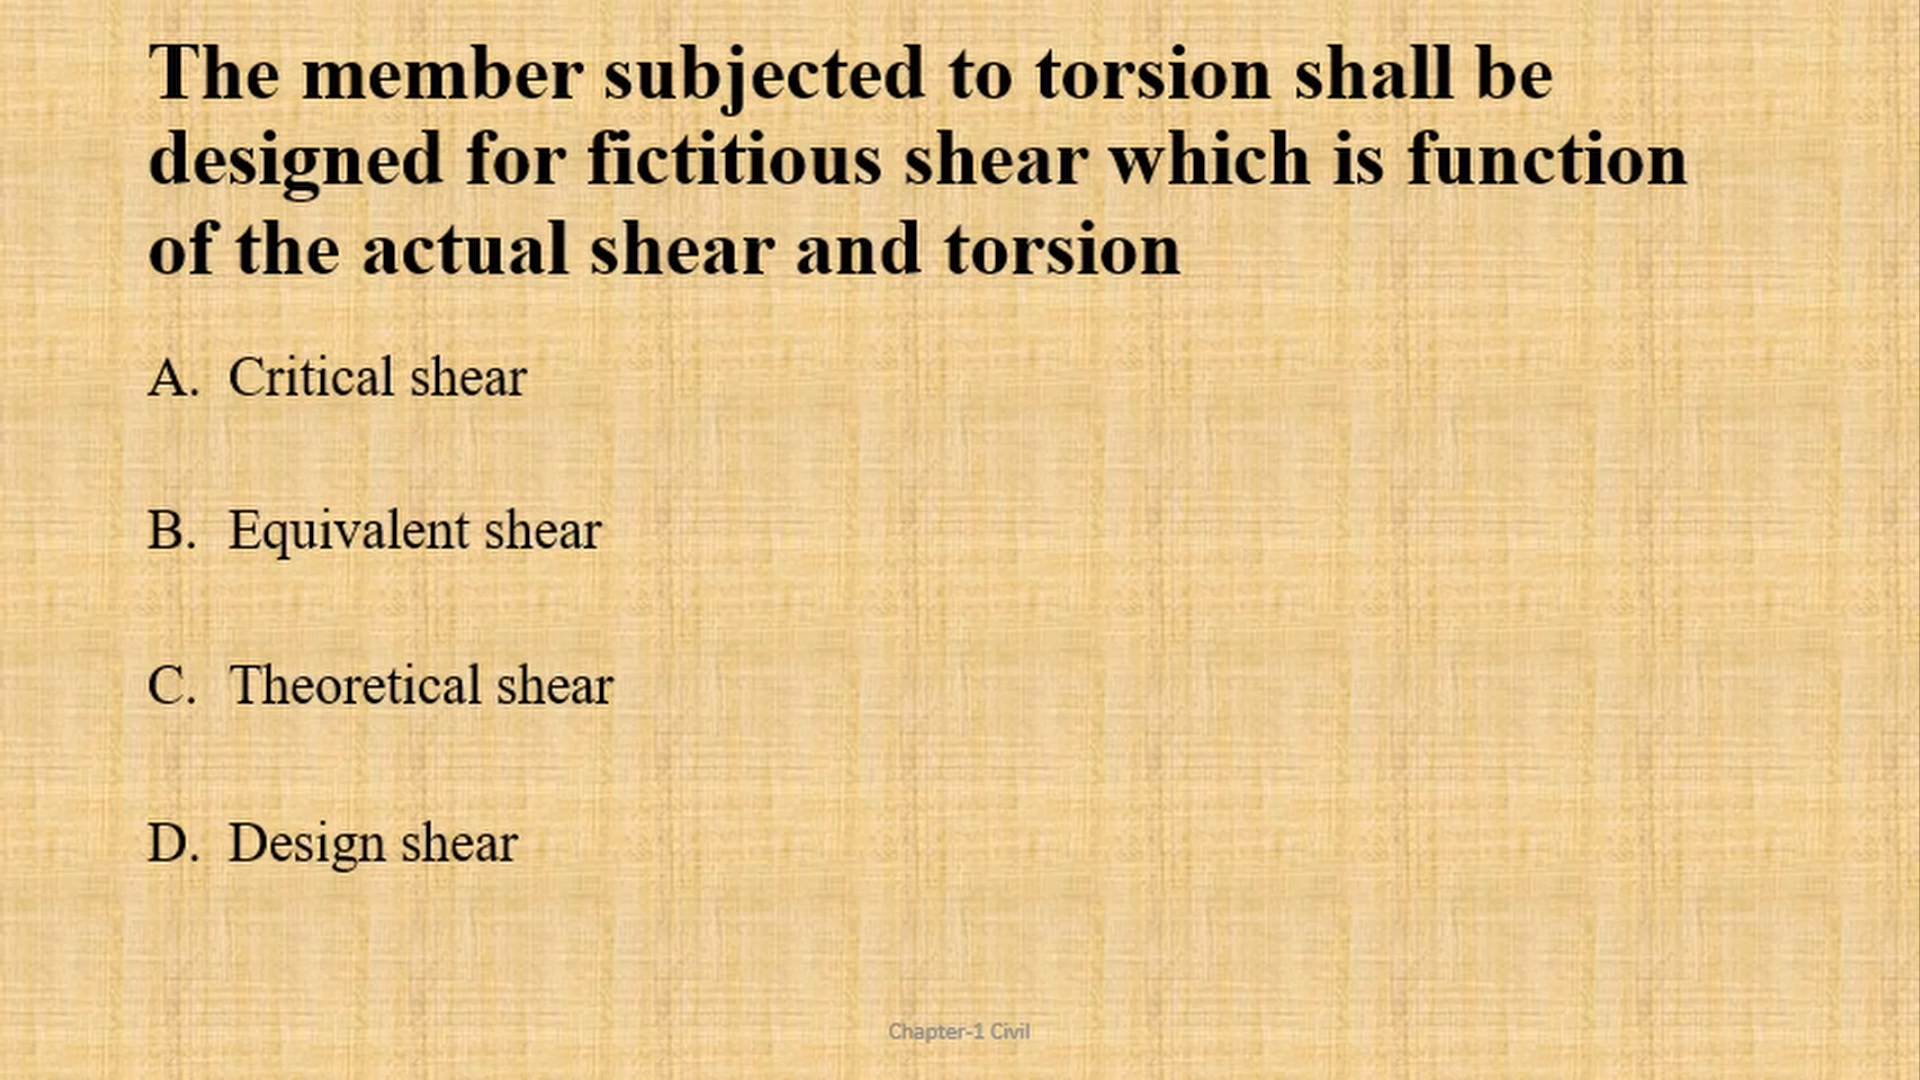 The member subjected to torsion shall be
designed for fictitious shear which is function
of the actual shear and torsion
A. Critical shear
B. Equivalent shear
C. Theoretical shear
D. Design shear
Chapter-1 Civil